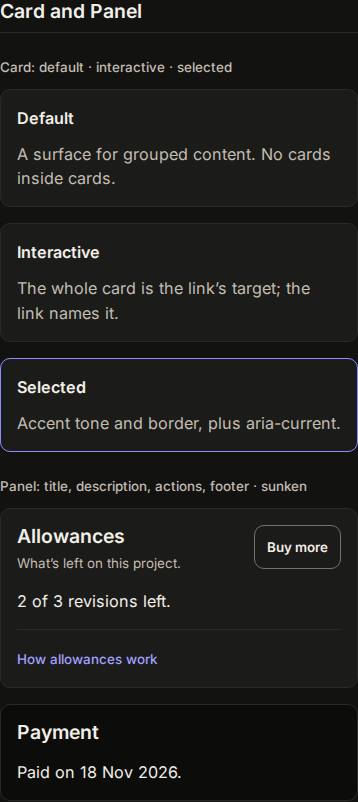 Card and Panel
Card: default · interactive · selected
Default
A surface for grouped content. No cards
inside cards.
Interactive
The whole card is the link’s target; the
link names it.
Selected
Accent tone and border, plus aria-current.
Panel: title, description, actions, footer · sunken
Allowances
What’s left on this project.
Buy more
2 of 3 revisions left.
How allowances work
Payment
Paid on 18 Nov 2026.